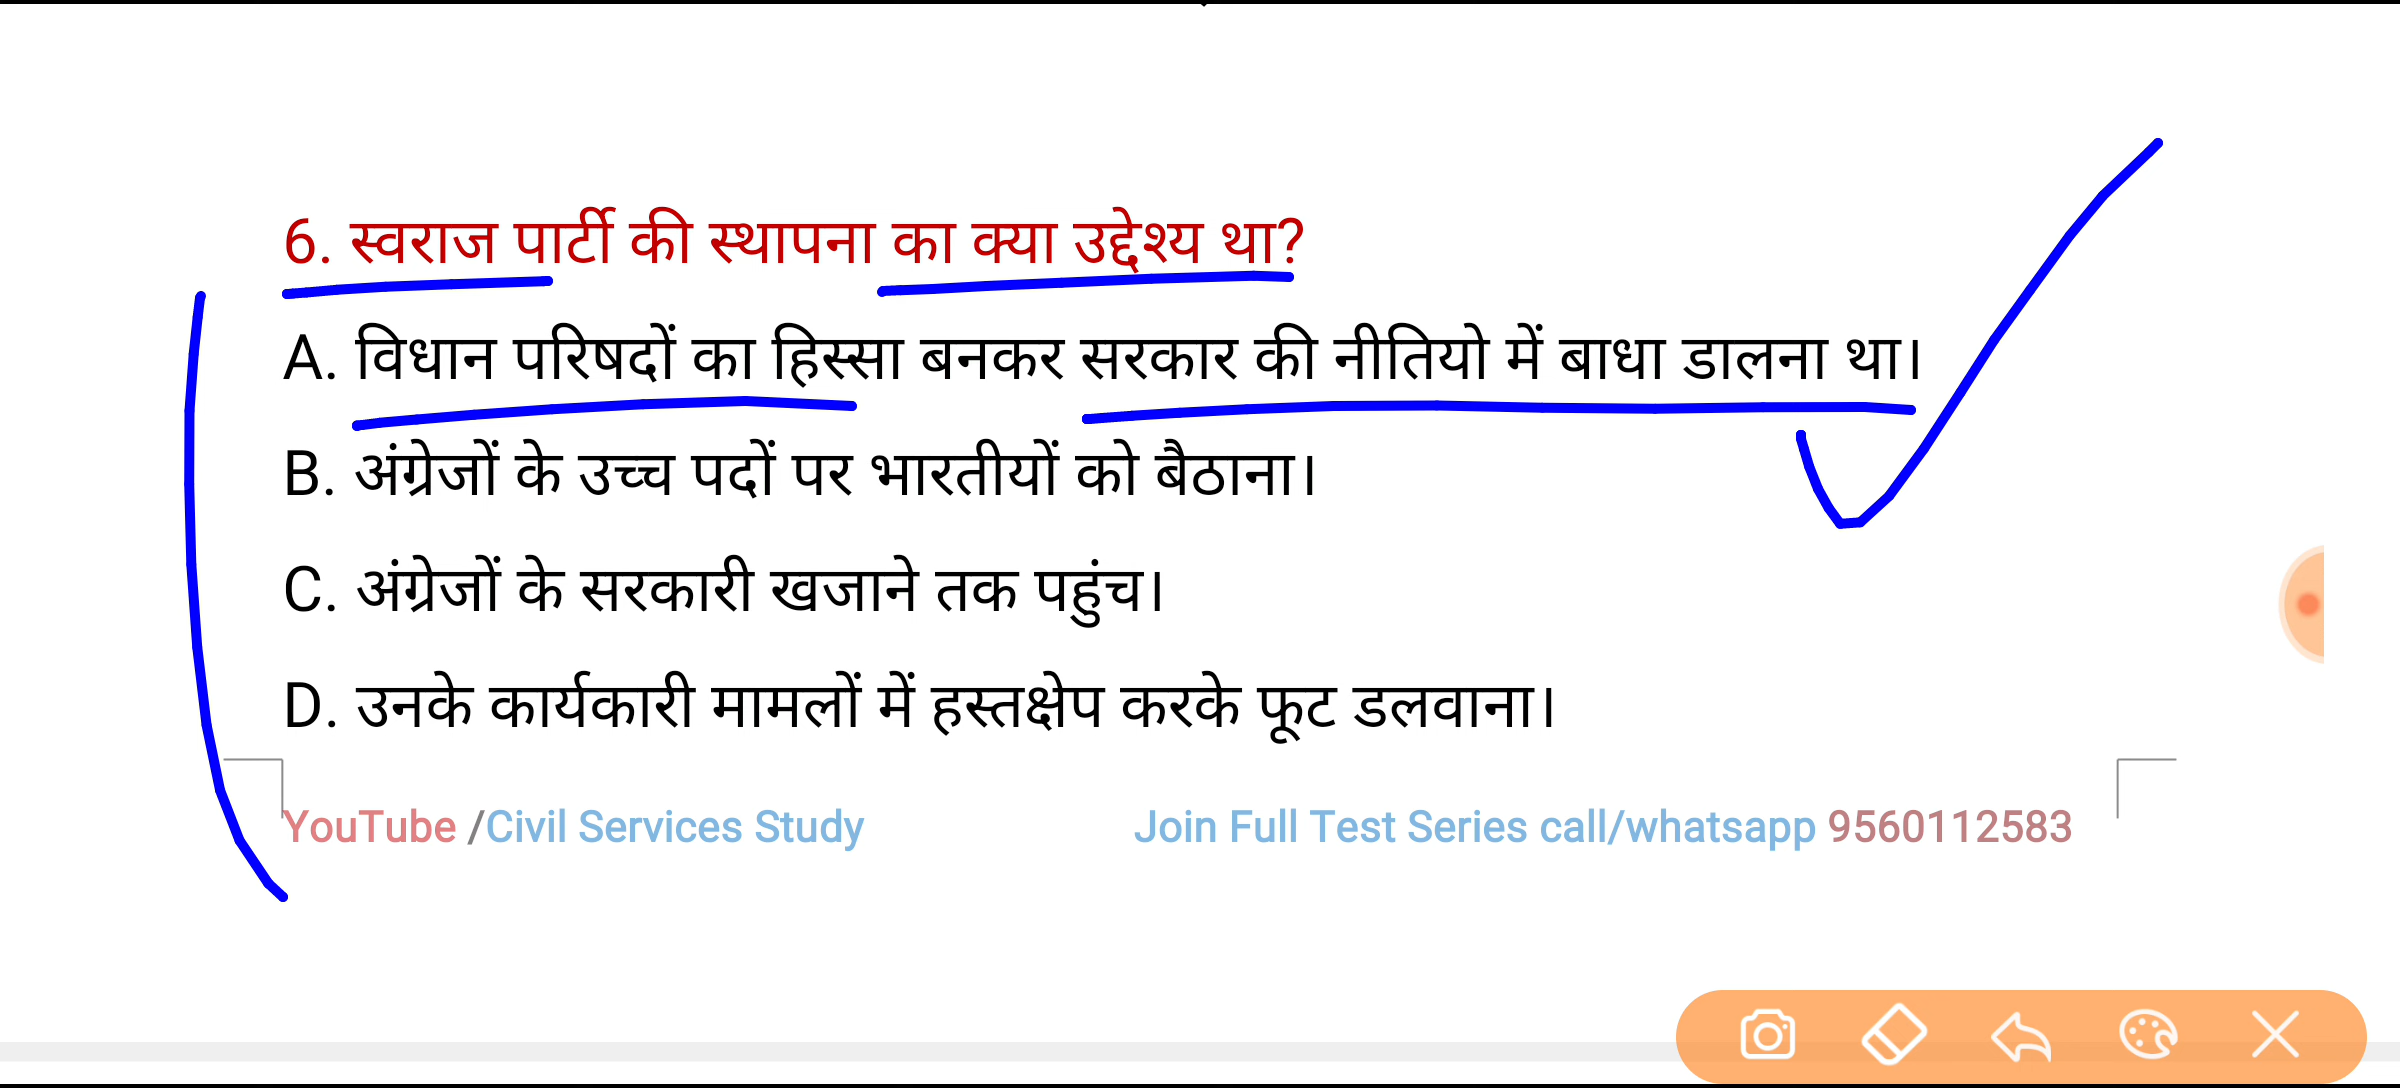 6. स्वराज पार्टी की स्थापना का क्या उद्देश्य था?
A. विधान परिषदों का हिस्सा बनकर सरकार की नीतियो में बाधा डालना था।
B. अंग्रेजों के उच्च पदों पर भारतीयों को बैठाना।
C. अंग्रेजों के सरकारी खजाने तक पहुंच।
D. उनके कार्यकारी मामलों में हस्तक्षेप करके फूट डलवाना।
YouTube /Civil Services Study Join Full Test Series call/whatsapp 9560112583